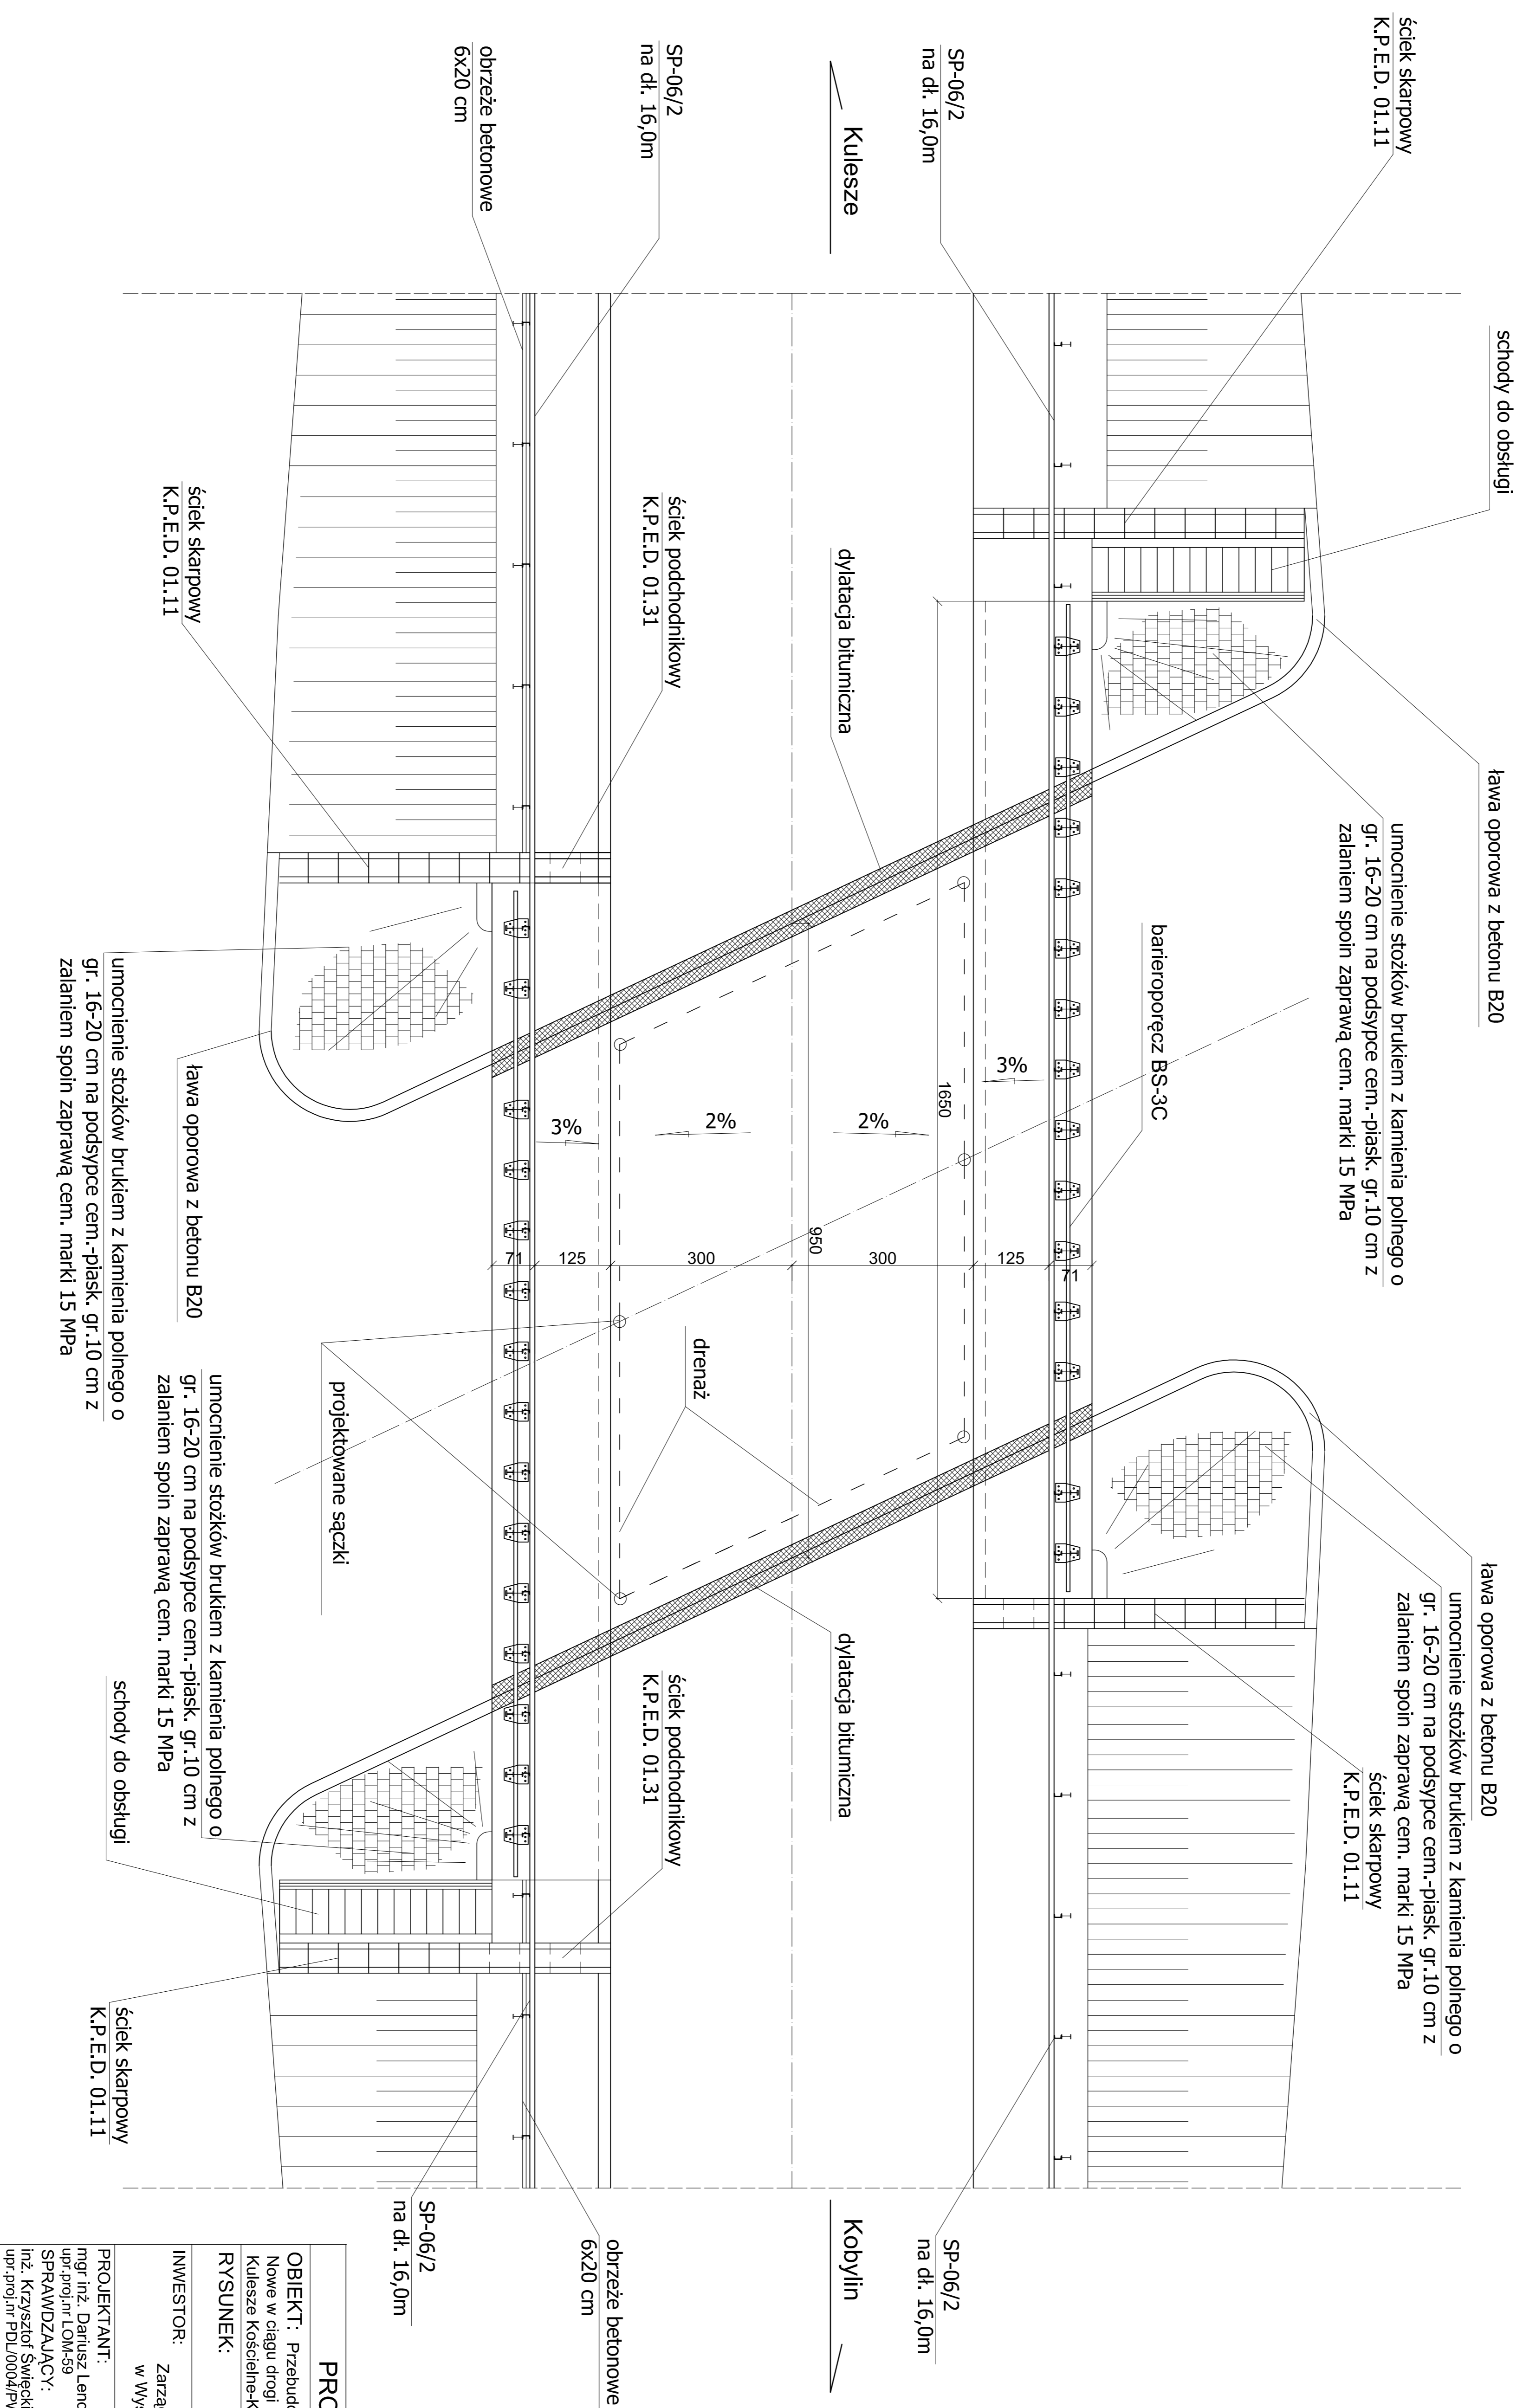 ściek skarpowy
K.P.E.D. 01.11
schody do obsługi
ława oporowa z betonu B20
umocnienie stożków brukiem z kamienia polnego o
gr. 16-20 cm na podsypce cem.-piask. gr.10 cm z
zalaniem spoin zaprawą cem. marki 15 MPa
ława oporowa z betonu B20
umocnienie stożków brukiem z kamienia polnego o
gr. 16-20 cm na podsypce cem.-piask. gr.10 cm z
zalaniem spoin zaprawą cem. marki 15 MPa
ściek skarpowy
K.P.E.D. 01.11
SP-06/2
na dł. 16,0m
Kulesze
dylatacja bitumiczna
barieroporęcz BS-3C
3%
1650
71
125
300
950
300
125
71
2%
2%
3%
SP-06/2
na dł. 16,0m
Kobylin
dylatacja bitumiczna
SP-06/2
na dł. 16,0m
obrzeże betonowe
6x20 cm
ściek podchodnikowy
K.P.E.D. 01.31
drenaż
projektowane sączki
ściek podchodnikowy
K.P.E.D. 01.31
obrzeże betonowe
6x20 cm
SP-06/2
na dł. 16,0m
ściek skarpowy
K.P.E.D. 01.11
ława oporowa z betonu B20
umocnienie stożków brukiem z kamienia polnego o
gr. 16-20 cm na podsypce cem.-piask. gr.10 cm z
zalaniem spoin zaprawą cem. marki 15 MPa
umocnienie stożków brukiem z kamienia polnego o
gr. 16-20 cm na podsypce cem.-piask. gr.10 cm z
zalaniem spoin zaprawą cem. marki 15 MPa
schody do obsługi
ściek skarpowy
K.P.E.D. 01.11
OBIEKT:
Nowe w ciągu drogi
RYSUNEK:
INWESTOR:
PROJEKTANT:
mgr inż. Dariusz
upr.proj.nr LOM-59
SPRAWDZAJĄCY:
inż. Krzysztof Święcki